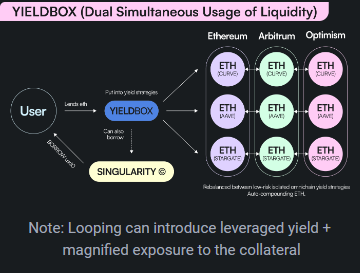 YIELDBOX (Dual Simultaneous Usage of Liquidity)
Ethereum Arbitrum Optimism
User
Lends eth
Put into yield strategies
YIELDBOX
Can also
borrow
BORROW USDO
SINGULARITY ©
ETH
(CURVE)
ETH
(CURVE)
ETH
(CURVE)
ETH
(AAVE)
ETH
(AAVE)
ETH
(AAVE)
ETH
(STARGATE)
ETH
(STARGATE)
ETH
(STARGATE)
Rebalanced between low-risk isolated omnichain yield strategies
Auto-compounding ETH.
Note: Looping can introduce leveraged yield +
magnified exposure to the collateral